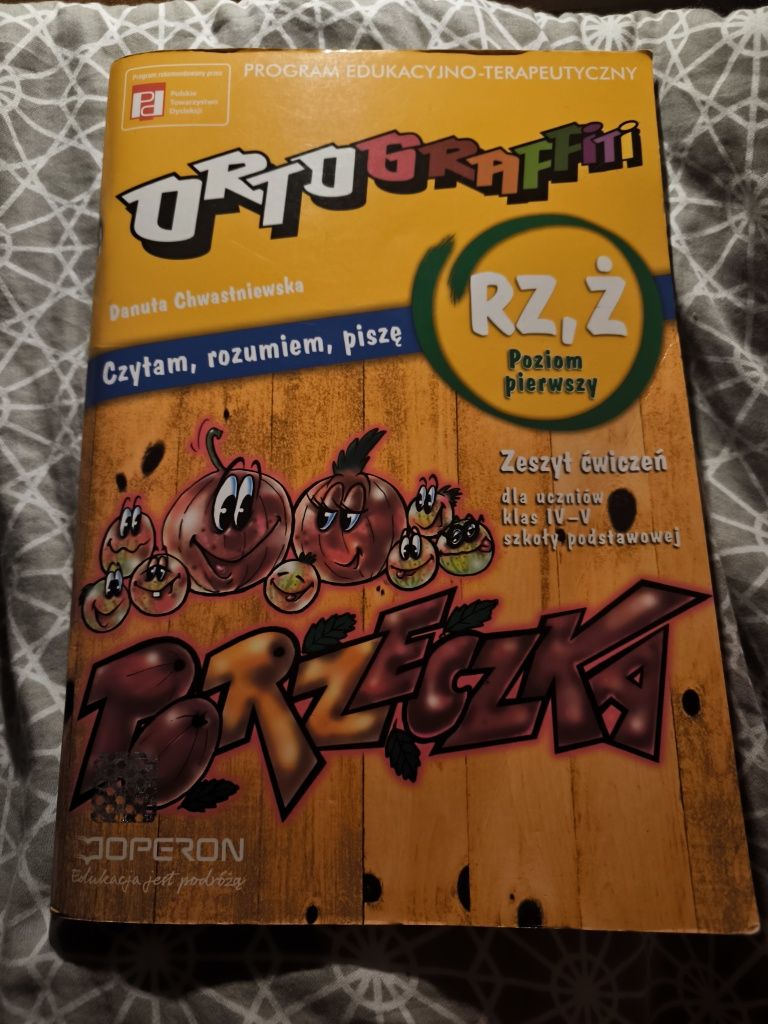 Program rekomendowany przez
Polskie
Towarzystwo
Dysleksji
PROGRAM EDUKACYJNO-TERAPEUTYCZNY
ORTOGRAFFITI
Danuta Chwastniewska
Czytam, rozumiem, piszę
RZ, Ż
Poziom
pierwszy
Zeszyt ćwiczeń
dla uczniów
klas IV–V
szkoły podstawowej
PORZECZKA
OPERON
Edukacja jest podróżą